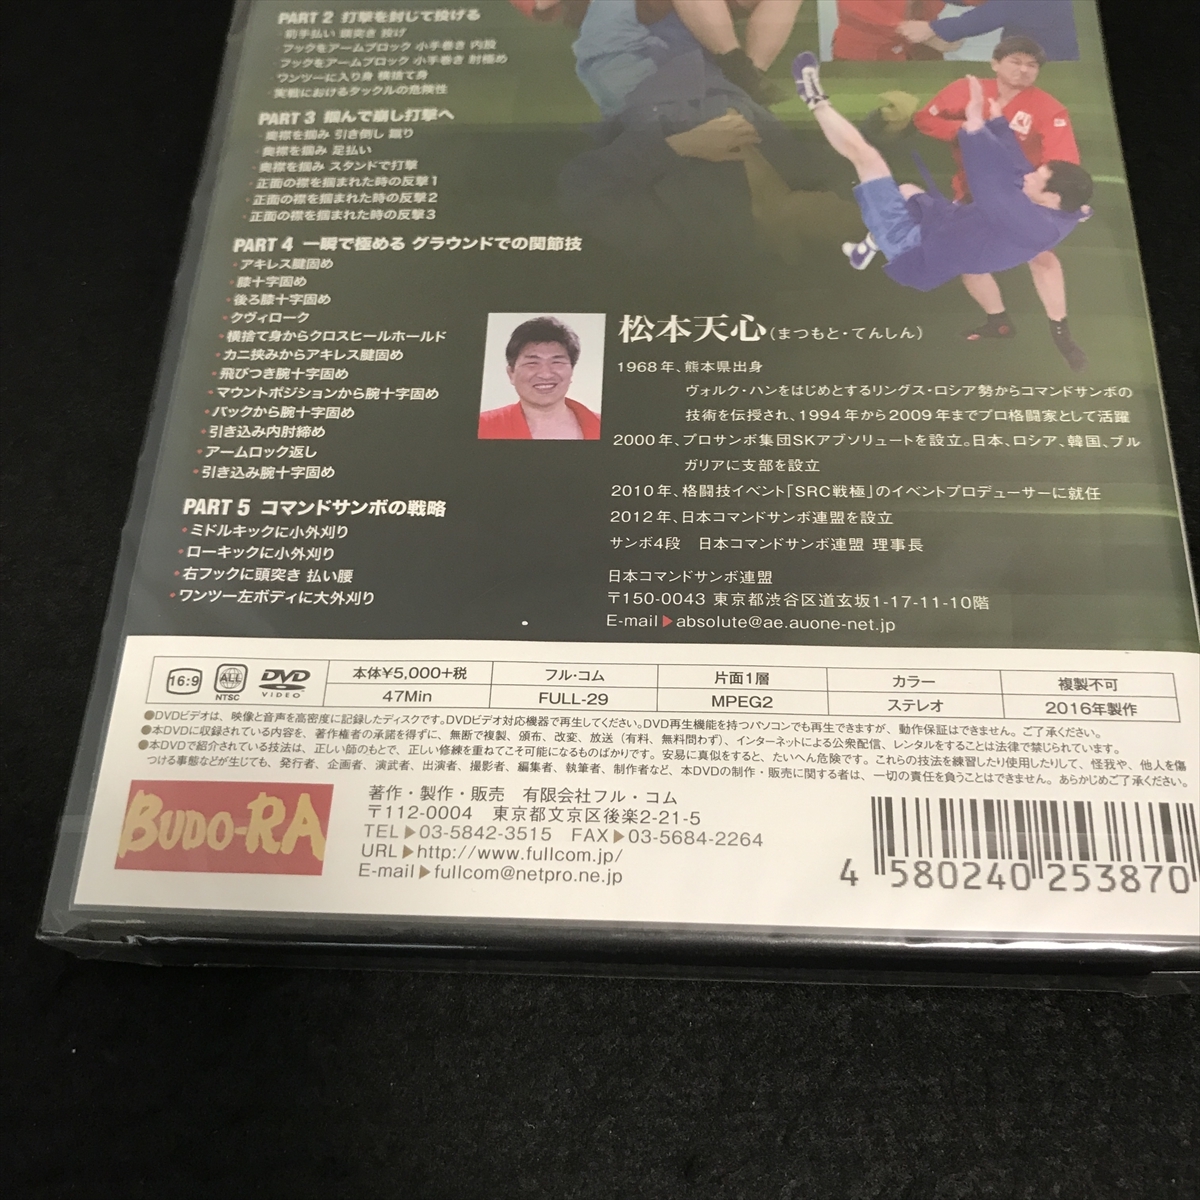 PART 2 打撃を封じて投げる
・前手払い 頭突き 投げ
・フックをアームブロック 小手巻き 内股
・フックをアームブロック 小手巻き 肘極め
・ワンツーに入り身 横捨て身
・実戦におけるタックルの危険性
PART 3 掴んで崩し打撃へ
・奥襟を掴み 引き倒し 蹴り
・奥襟を掴み 足払い
・奥襟を掴み スタンドで打撃
・正面の襟を掴まれた時の反撃1
・正面の襟を掴まれた時の反撃2
・正面の襟を掴まれた時の反撃3
PART 4 一瞬で極める グラウンドでの関節技
・アキレス腱固め
・膝十字固め
・後ろ膝十字固め
・クヴィローク
・横捨て身からクロスヒールホールド
・カニ挟みからアキレス腱固め
・飛びつき腕十字固め
・マウントポジションから腕十字固め
・バックから腕十字固め
・引き込み内肘締め
・アームロック返し
・引き込み腕十字固め
PART 5 コマンドサンボの戦略
・ミドルキックに小外刈り
・ローキックに小外刈り
・右フックに頭突き 払い腰
・ワンツー左ボディに大外刈り
松本天心(まつもと・てんしん)
1968年、熊本県出身
ヴォルク・ハンをはじめとするリングス・ロシア勢からコマンドサンボの
技術を伝授され、1994年から2009年までプロ格闘家として活躍
2000年、プロサンボ集団SKアブソリュートを設立。日本、ロシア、韓国、ブル
ガリアに支部を設立
2010年、格闘技イベント「SRC戦極」のイベントプロデューサーに就任
2012年、日本コマンドサンボ連盟を設立
サンボ4段 日本コマンドサンボ連盟 理事長
日本コマンドサンボ連盟
〒150-0043 東京都渋谷区道玄坂1-17-11-10階
E-mail▶absolute@ae.auone-net.jp
16:9 ALL NTSC DVD VIDEO
本体¥5,000+税 フル・コム 片面1層 カラー 複製不可
47Min FULL-29 MPEG2 ステレオ 2016年製作
●DVDビデオは、映像と音声を高密度に記録したディスクです。DVDビデオ対応機器で再生してください。DVD再生機能を持つパソコンでも再生できますが、動作保証はできません。ご了承ください。
●本DVDに収録されている内容を、著作権者の承諾を得ずに、無断で複製、頒布、改変、放送（有料、無料問わず）、インターネットによる公衆配信、レンタルをすることは法律で禁じられています。
●本DVDで紹介されている技法は、正しい師のもとで、正しい修練を重ねてこそ可能になるものばかりです。安易に真似をすると、たいへん危険です。これらの技法を練習したり使用したりして、怪我や、他人を傷
つける事態などが生じても、発行者、企画者、演武者、出演者、撮影者、編集者、執筆者、制作者など、本DVDの制作・販売に関する者は、一切の責任を負うことはできません。あらかじめご了承ください。
BUDO-RA
著作・製作・販売 有限会社フル・コム
〒112-0004 東京都文京区後楽2-21-5
TEL▶03-5842-3515 FAX▶03-5684-2264
URL▶http://www.fullcom.jp/
E-mail▶fullcom@netpro.ne.jp
4 580240 253870